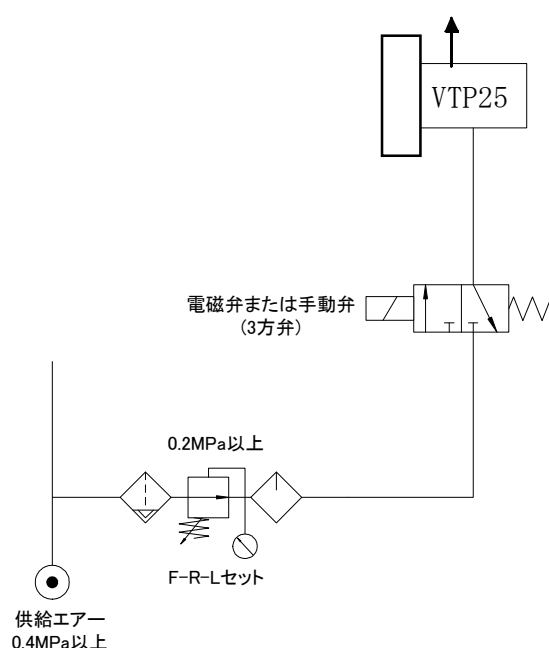 VTP25
電磁弁または手動弁
(3方弁)
0.2MPa以上
F-R-Lセット
供給エアー
0.4MPa以上